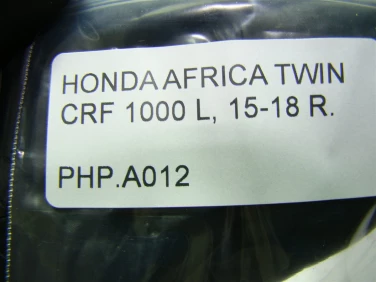 HONDA AFRICA TWIN
CRF 1000 L, 15-18 R.
PHP.A012